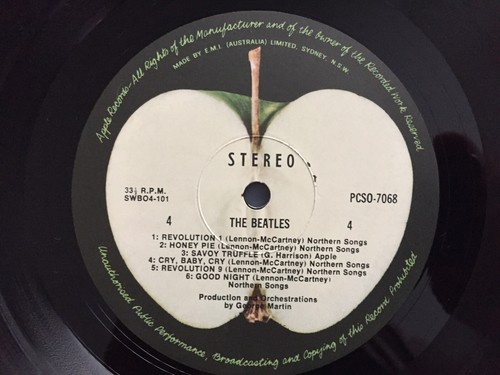 Apple Records-All Rights of the Manufacturer and of the Owner of the Recorded Work Reserved
MADE BY E.M.I. (AUSTRALIA) LIMITED, SYDNEY, N.S.W
STEREO
33⅓ R.P.M.
SWBO4-101
PCSO-7068
4
THE BEATLES
4
1: REVOLUTION 1 (Lennon-McCartney) Northern Songs
2: HONEY PIE (Lennon-McCartney) Northern Songs
3: SAVOY TRUFFLE (G. Harrison) Apple
4: CRY, BABY, CRY (Lennon-McCartney) Northern Songs
5: REVOLUTION 9 (Lennon-McCartney) Northern Songs
6: GOOD NIGHT (Lennon-McCartney)
Northern Songs
Production and Orchestrations
by George Martin
Unauthorised Public Performance, Broadcasting and Copying of this Record Prohibited